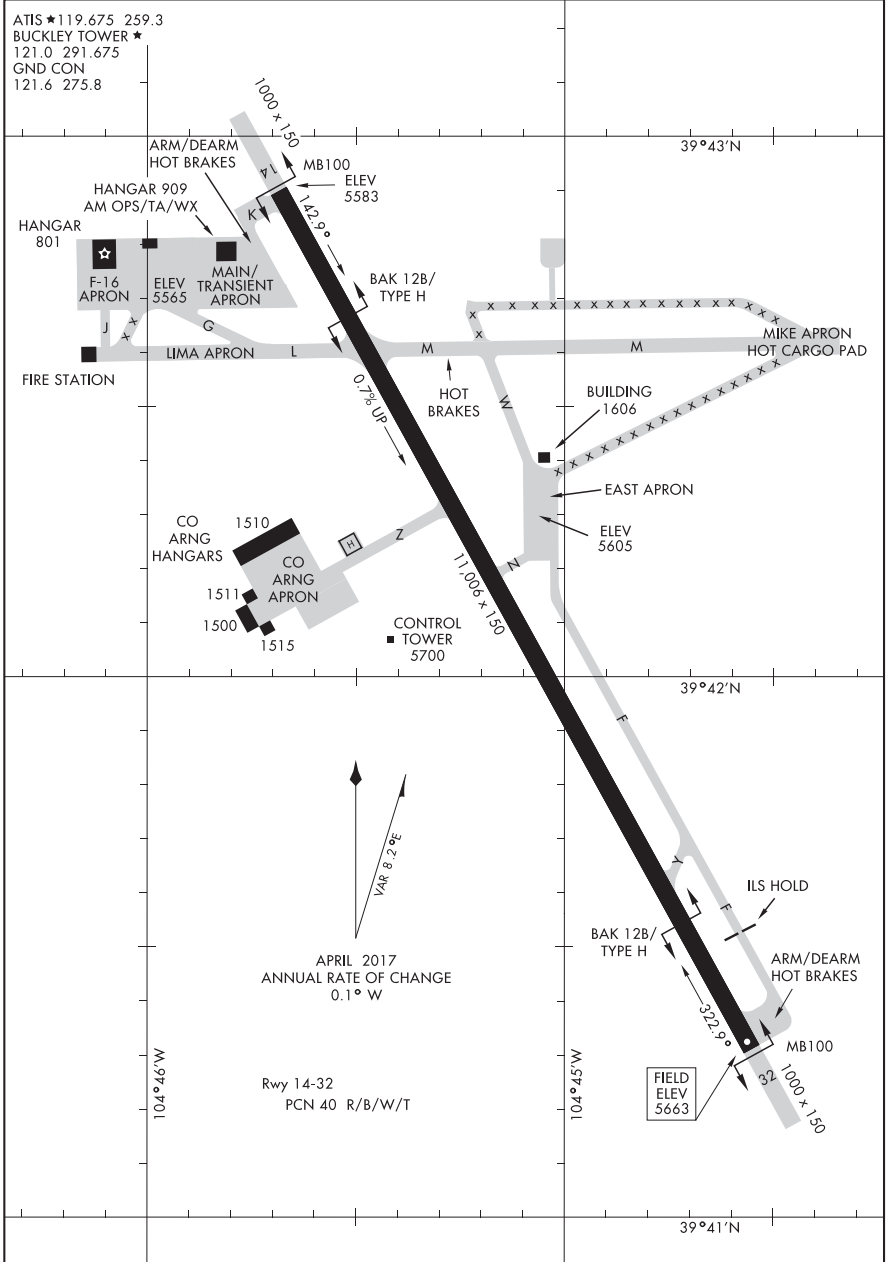 ATIS ★ 119.675 259.3
BUCKLEY TOWER ★
121.0 291.675
GND CON
121.6 275.8
1000 x 150
39°43'N
ARM/DEARM
HOT BRAKES
14
MB100
ELEV
5583
HANGAR 909
AM OPS/TA/WX
K
142.9°
HANGAR
801
F-16
APRON
ELEV
5565
MAIN/
TRANSIENT
APRON
BAK 12B/
TYPE H
J
X X
G
X X X X X X X X X X X X X X X X X X
MIKE APRON
HOT CARGO PAD
LIMA APRON
L
M
M
FIRE STATION
0.7% UP
HOT
BRAKES
W
BUILDING
1606
X X X X X X X X X X X X X X X X X
EAST APRON
ELEV
5605
CO
ARNG
HANGARS
1510
H
Z
CO
ARNG
APRON
N
11,006 x 150
1511
1500
1515
CONTROL
TOWER
5700
39°42'N
F
VAR 8.2°E
Y
F
ILS HOLD
BAK 12B/
TYPE H
ARM/DEARM
HOT BRAKES
APRIL 2017
ANNUAL RATE OF CHANGE
0.1° W
322.9°
MB100
32
1000 x 150
FIELD
ELEV
5663
104°46'W
104°45'W
Rwy 14-32
PCN 40 R/B/W/T
39°41'N